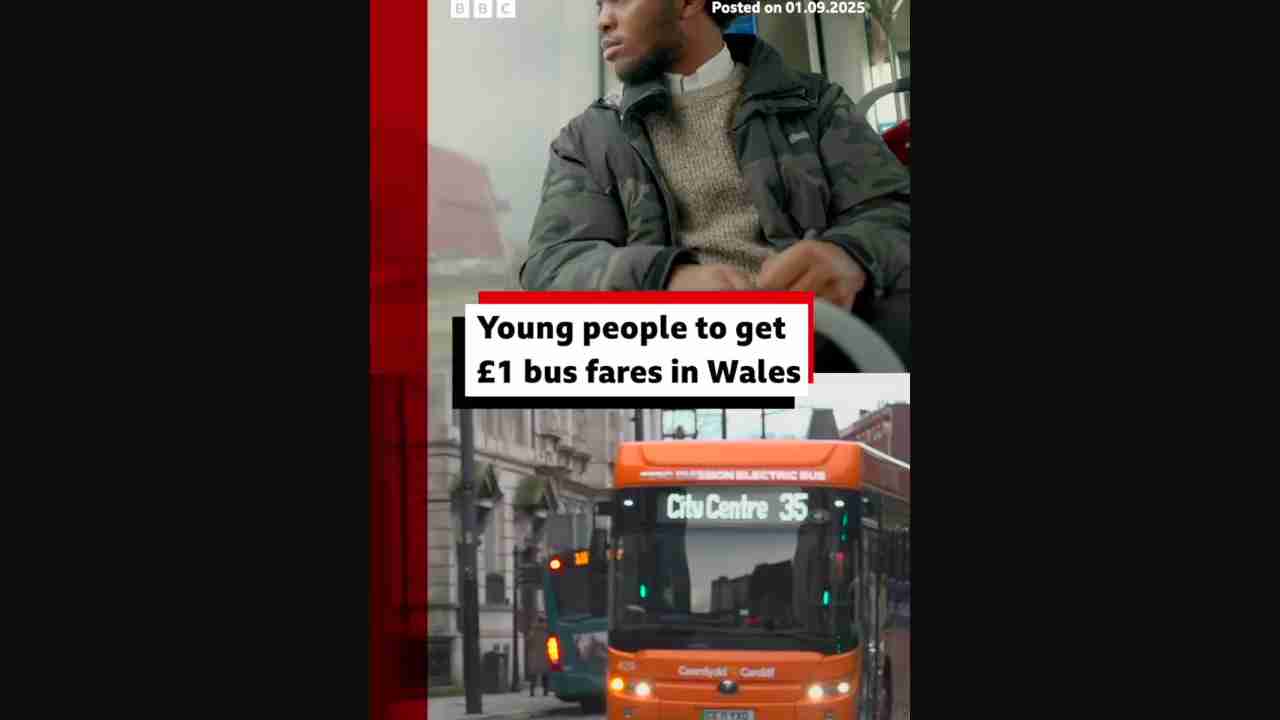 BBC
Posted on 01.09.2025
Young people to get
£1 bus fares in Wales
ELECTRIC BUS
City Centre 35
Caerdydd Cardiff